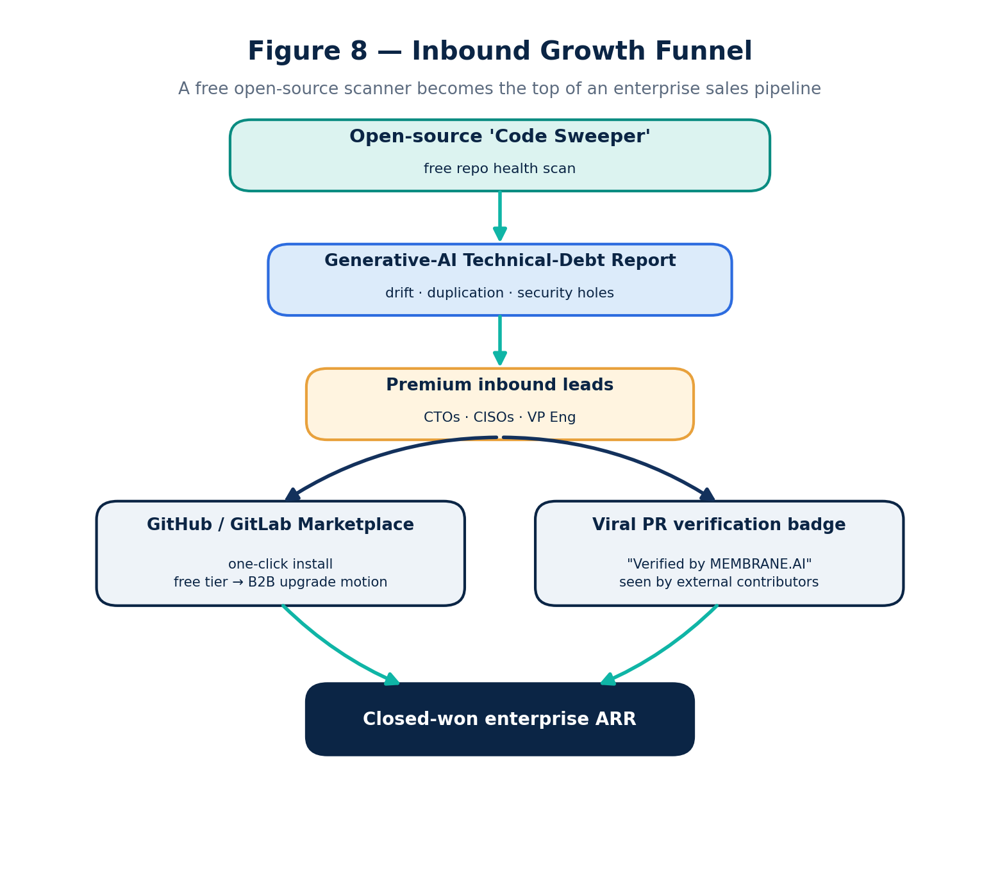 Figure 8 — Inbound Growth Funnel
A free open-source scanner becomes the top of an enterprise sales pipeline
Open-source 'Code Sweeper'
free repo health scan
Generative-AI Technical-Debt Report
drift · duplication · security holes
Premium inbound leads
CTOs · CISOs · VP Eng
GitHub / GitLab Marketplace
one-click install
free tier → B2B upgrade motion
Viral PR verification badge
"Verified by MEMBRANE.AI"
seen by external contributors
Closed-won enterprise ARR